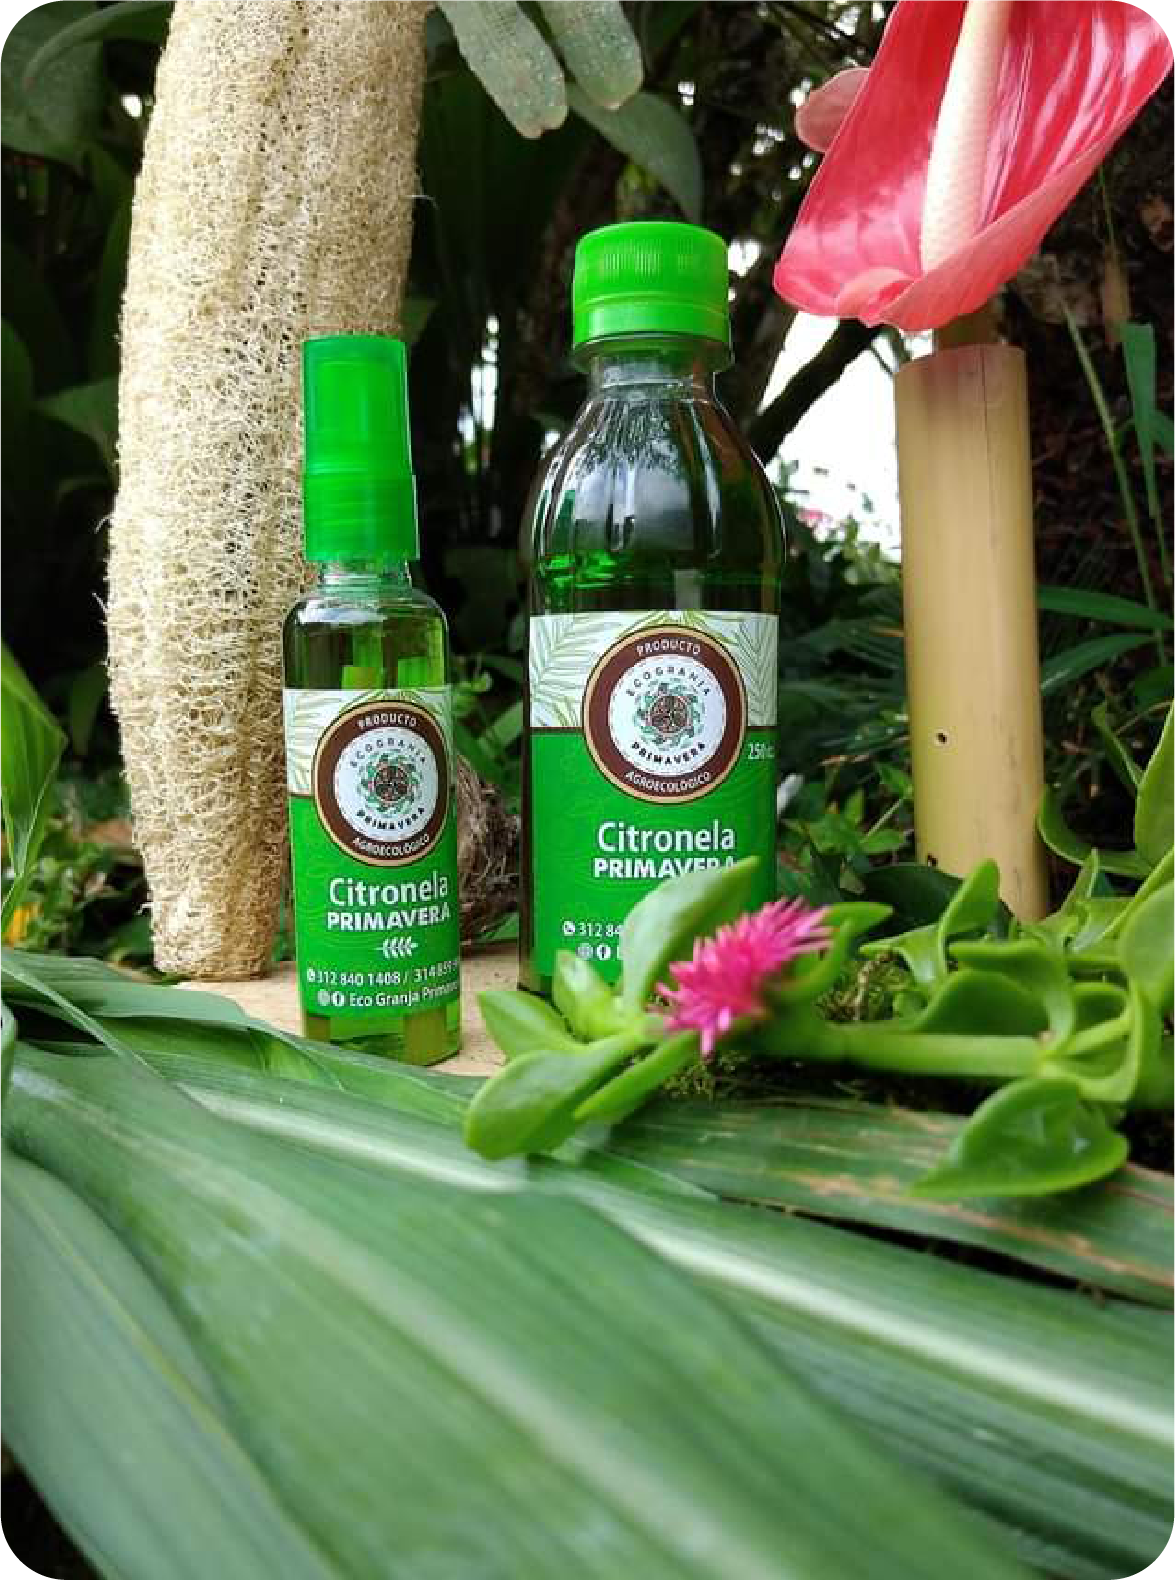 PRODUCTO
ECOGRANJA
PRIMAVERA
AGROECOLÓGICO
Citronela
PRIMAVERA
312 840 1408 / 314 859
Eco Granja Primav
PRODUCTO
ECOGRANJA
PRIMAVERA
AGROECOLÓGICO
250
Citronela
PRIMAVERA
312 84